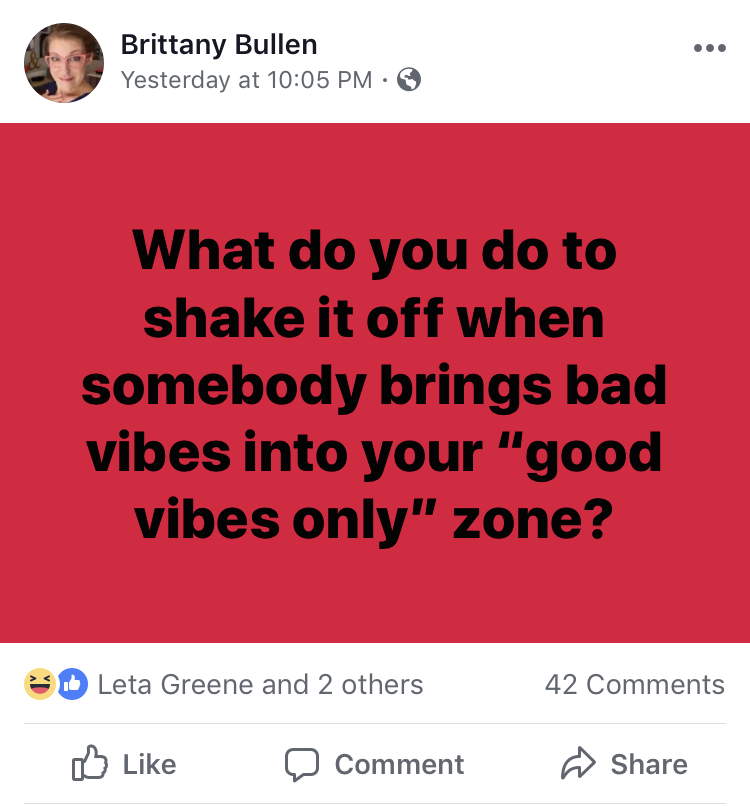 Brittany Bullen
Yesterday at 10:05 PM ·
What do you do to
shake it off when
somebody brings bad
vibes into your “good
vibes only” zone?
Leta Greene and 2 others 42 Comments
Like Comment Share